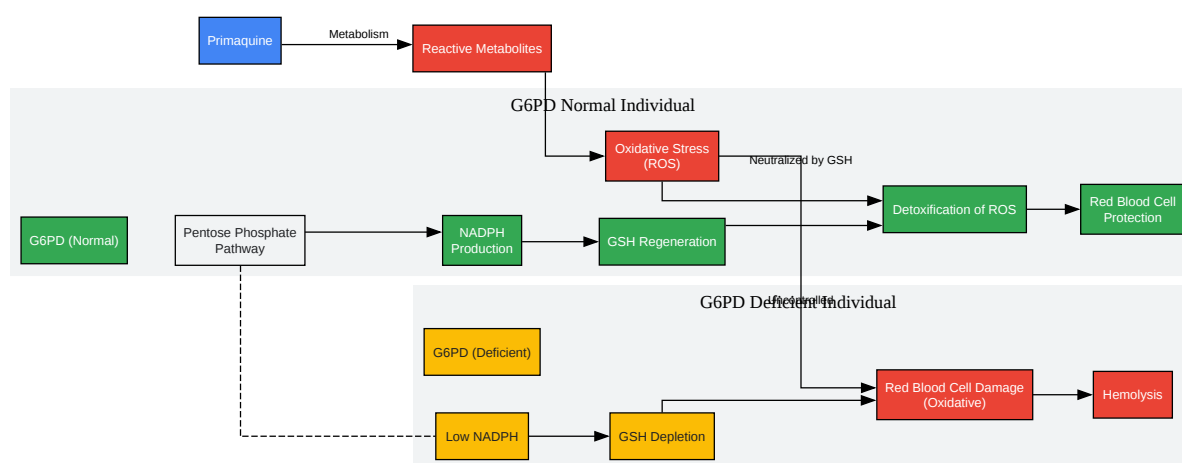 Primaquine
Metabolism
Reactive Metabolites
G6PD Normal Individual
Oxidative Stress
(ROS)
Neutralized by GSH
Detoxification of ROS
Red Blood Cell
Protection
G6PD (Normal)
Pentose Phosphate
Pathway
NADPH
Production
GSH Regeneration
Uncontrolled
G6PD Deficient Individual
G6PD (Deficient)
Red Blood Cell Damage
(Oxidative)
Hemolysis
Low NADPH
GSH Depletion